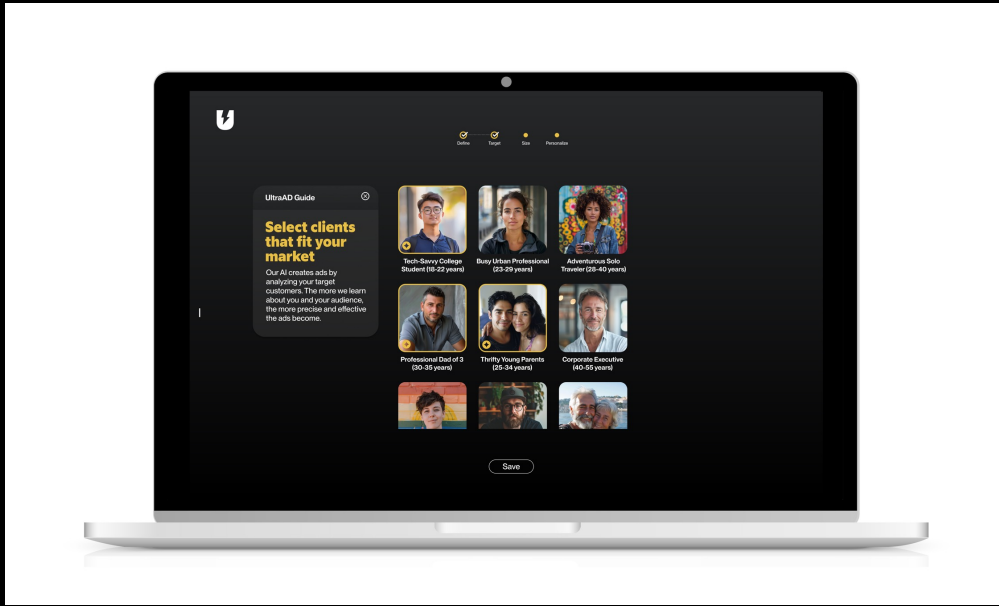 Define
Target
Size
Personalize
UltraAD Guide
Select clients
that fit your
market
Our AI creates ads by
analyzing your target
customers. The more we learn
about you and your audience,
the more precise and effective
the ads become.
Tech-Savvy College
Student (18-22 years)
Busy Urban Professional
(23-29 years)
Adventurous Solo
Traveler (28-40 years)
Professional Dad of 3
(30-35 years)
Thrifty Young Parents
(25-34 years)
Corporate Executive
(40-55 years)
Save